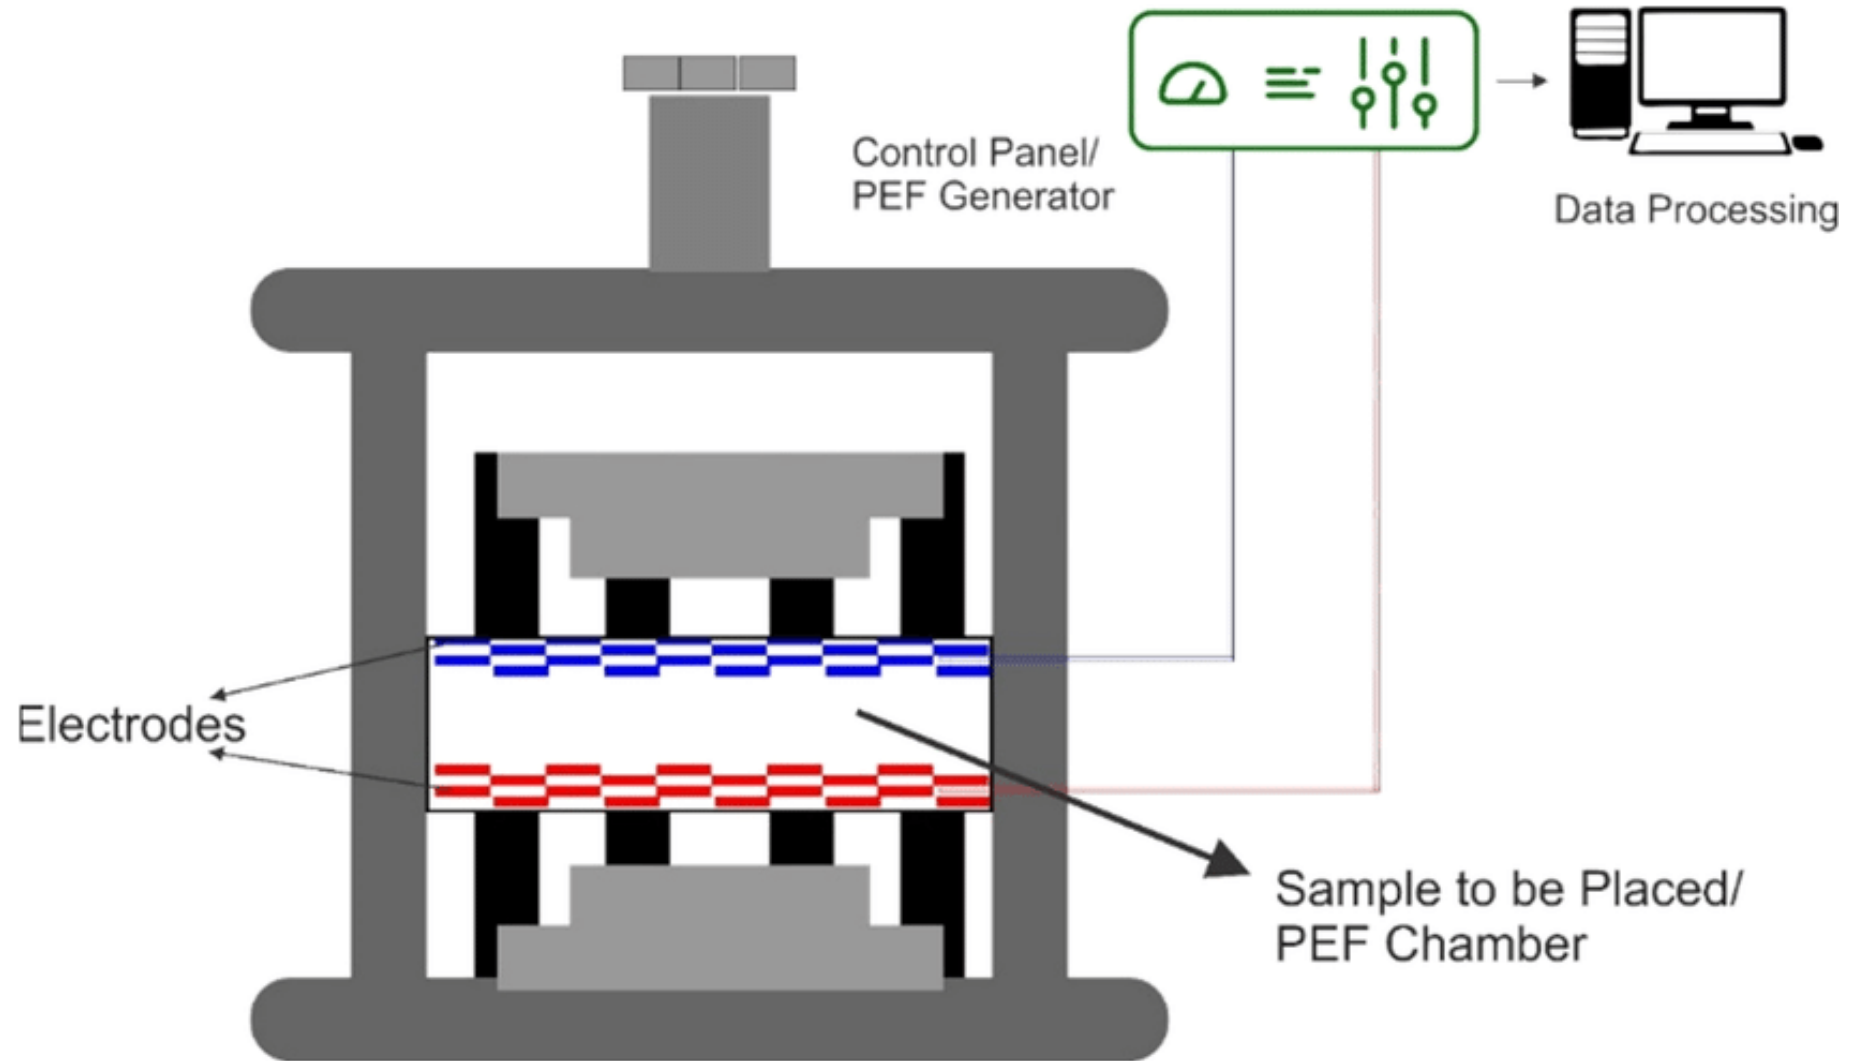 Control Panel/
PEF Generator
Data Processing
Electrodes
Sample to be Placed/
PEF Chamber